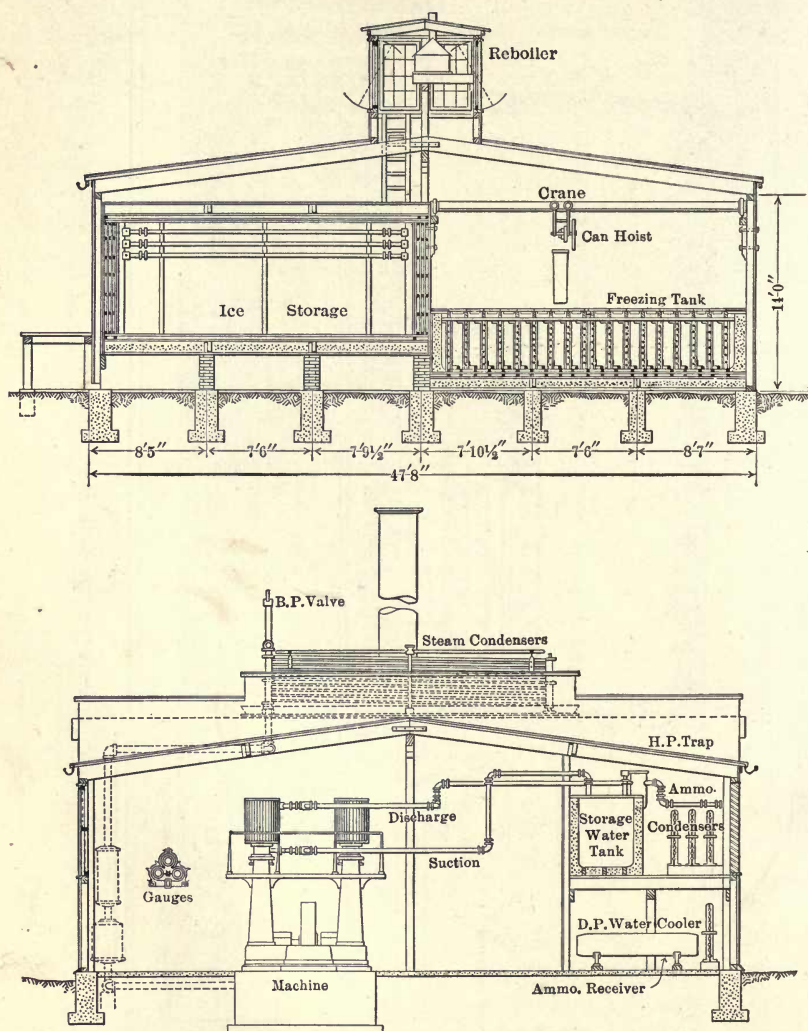 Reboiler
Crane
Can Hoist
Ice Storage
Freezing Tank
14'0"
8'5" 7'6" 7'9½" 7'10½" 7'6" 8'7"
47'8"
B.P. Valve
Steam Condensers
H.P. Trap
Ammo.
Condensers
Discharge
Storage
Water
Tank
Suction
Gauges
D.P. Water Cooler
Machine
Ammo. Receiver